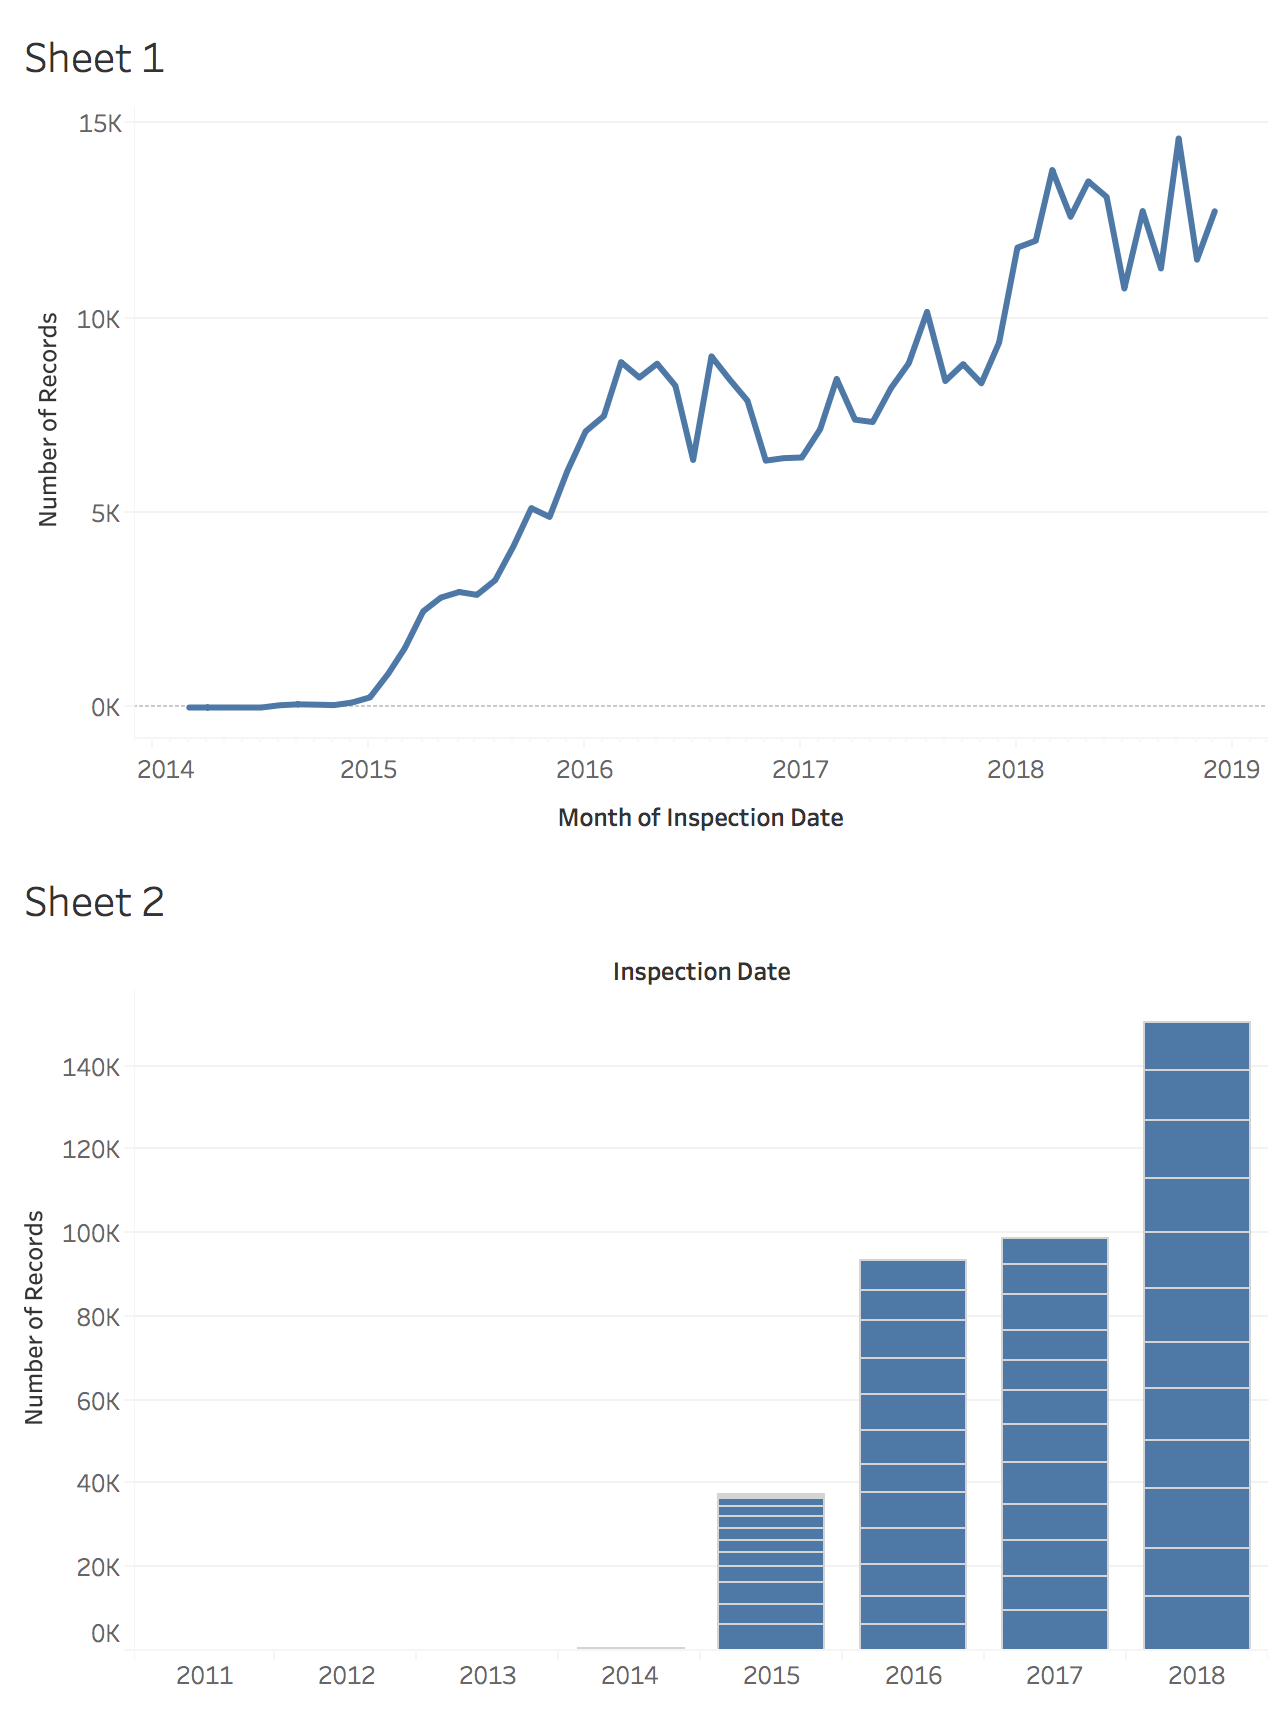 Sheet 1
15K
10K
5K
0K
Number of Records
2014 2015 2016 2017 2018 2019
Month of Inspection Date
Sheet 2
Inspection Date
140K
120K
100K
80K
60K
40K
20K
0K
Number of Records
2011 2012 2013 2014 2015 2016 2017 2018